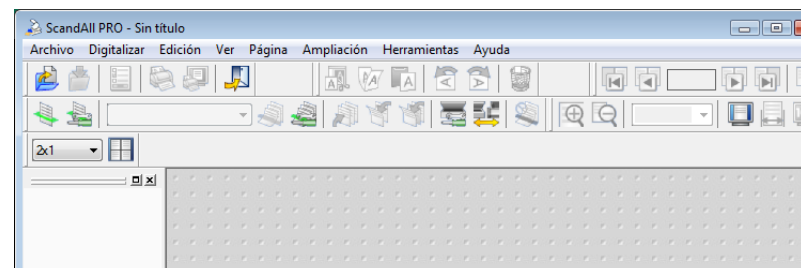 ScandAll PRO - Sin título
Archivo Digitalizar Edición Ver Página Ampliación Herramientas Ayuda
2x1